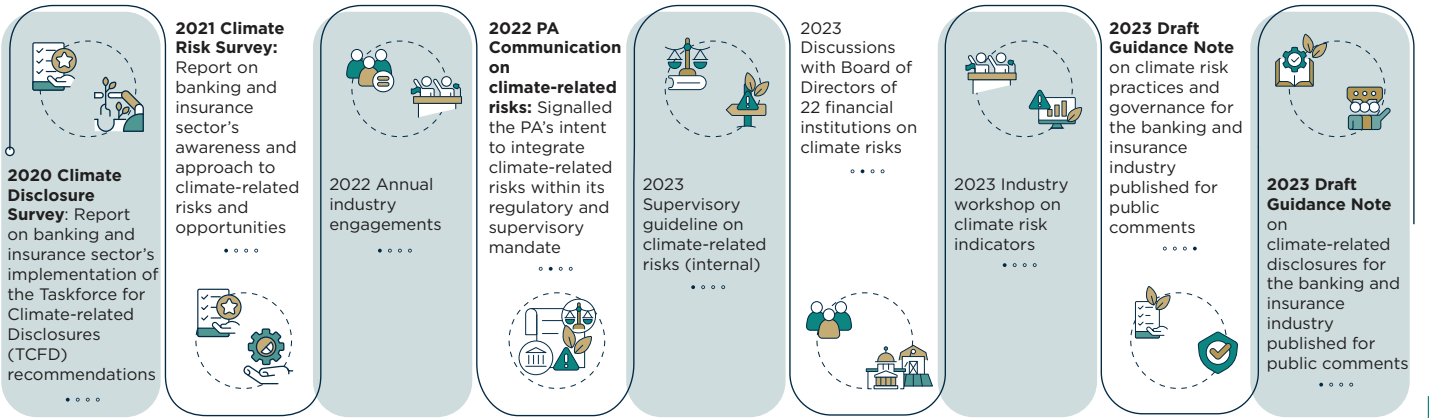 2020 Climate
Disclosure
Survey: Report
on banking and
insurance sector’s
implementation of
the Taskforce for
Climate-related
Disclosures
(TCFD)
recommendations
2021 Climate
Risk Survey:
Report on
banking and
insurance
sector’s
awareness and
approach to
climate-related
risks and
opportunities
2022 Annual
industry
engagements
2022 PA
Communication
on
climate-related
risks: Signalled
the PA’s intent
to integrate
climate-related
risks within its
regulatory and
supervisory
mandate
2023
Supervisory
guideline on
climate-related
risks (internal)
2023
Discussions
with Board of
Directors of
22 financial
institutions on
climate risks
2023 Industry
workshop on
climate risk
indicators
2023 Draft
Guidance Note
on climate risk
practices and
governance for
the banking and
insurance
industry
published for
public
comments
2023 Draft
Guidance Note
on
climate-related
disclosures for
the banking and
insurance
industry
published for
public comments